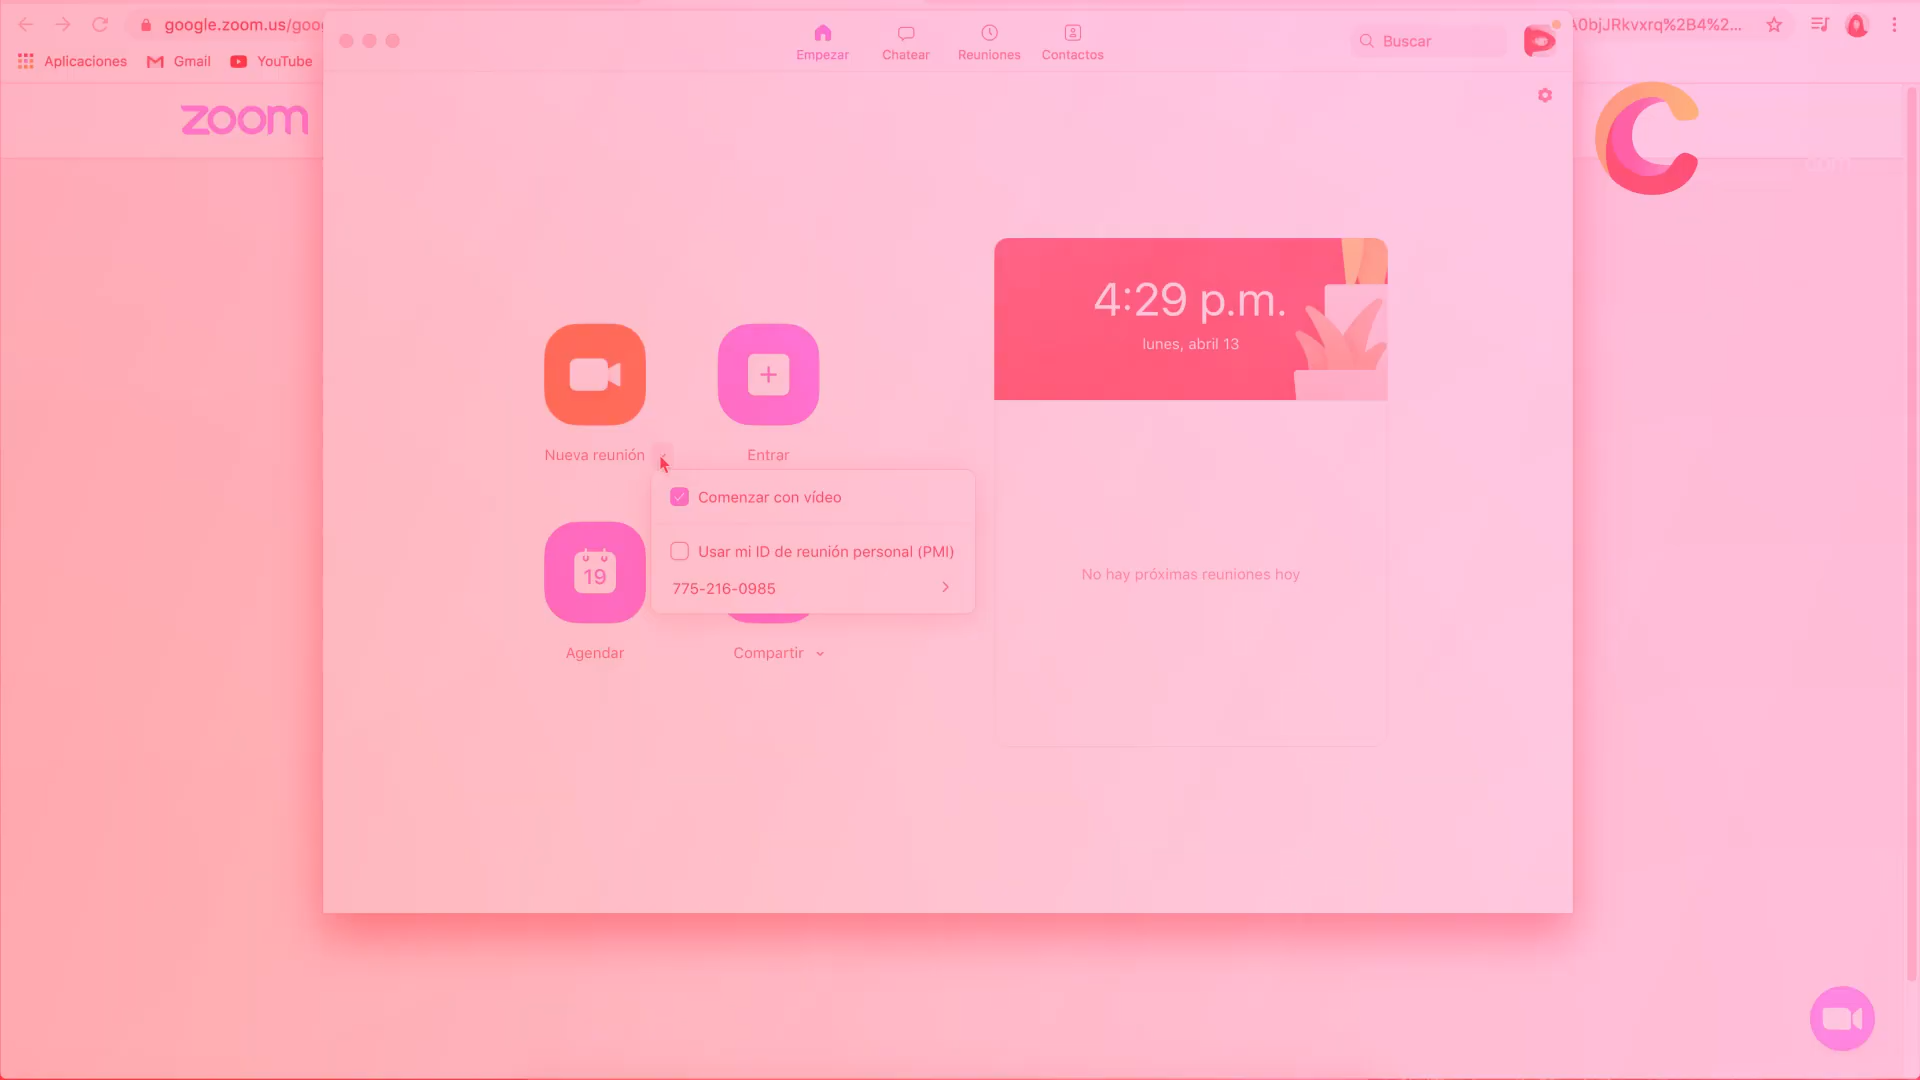 google.zoom.us/goo
A0bjJRkvxrq%2B4%2...
Aplicaciones
Gmail
YouTube
zoom
Empezar
Chatear
Reuniones
Contactos
Buscar
4:29 p.m.
lunes, abril 13
Nueva reunión
Entrar
Comenzar con vídeo
Usar mi ID de reunión personal (PMI)
775-216-0985
No hay próximas reuniones hoy
19
Agendar
Compartir